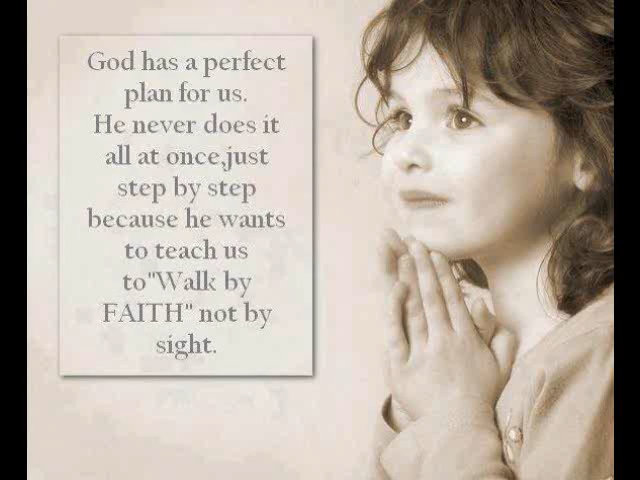 God has a perfect
plan for us.
He never does it
all at once,just
step by step
because he wants
to teach us
to"Walk by
FAITH" not by
sight.